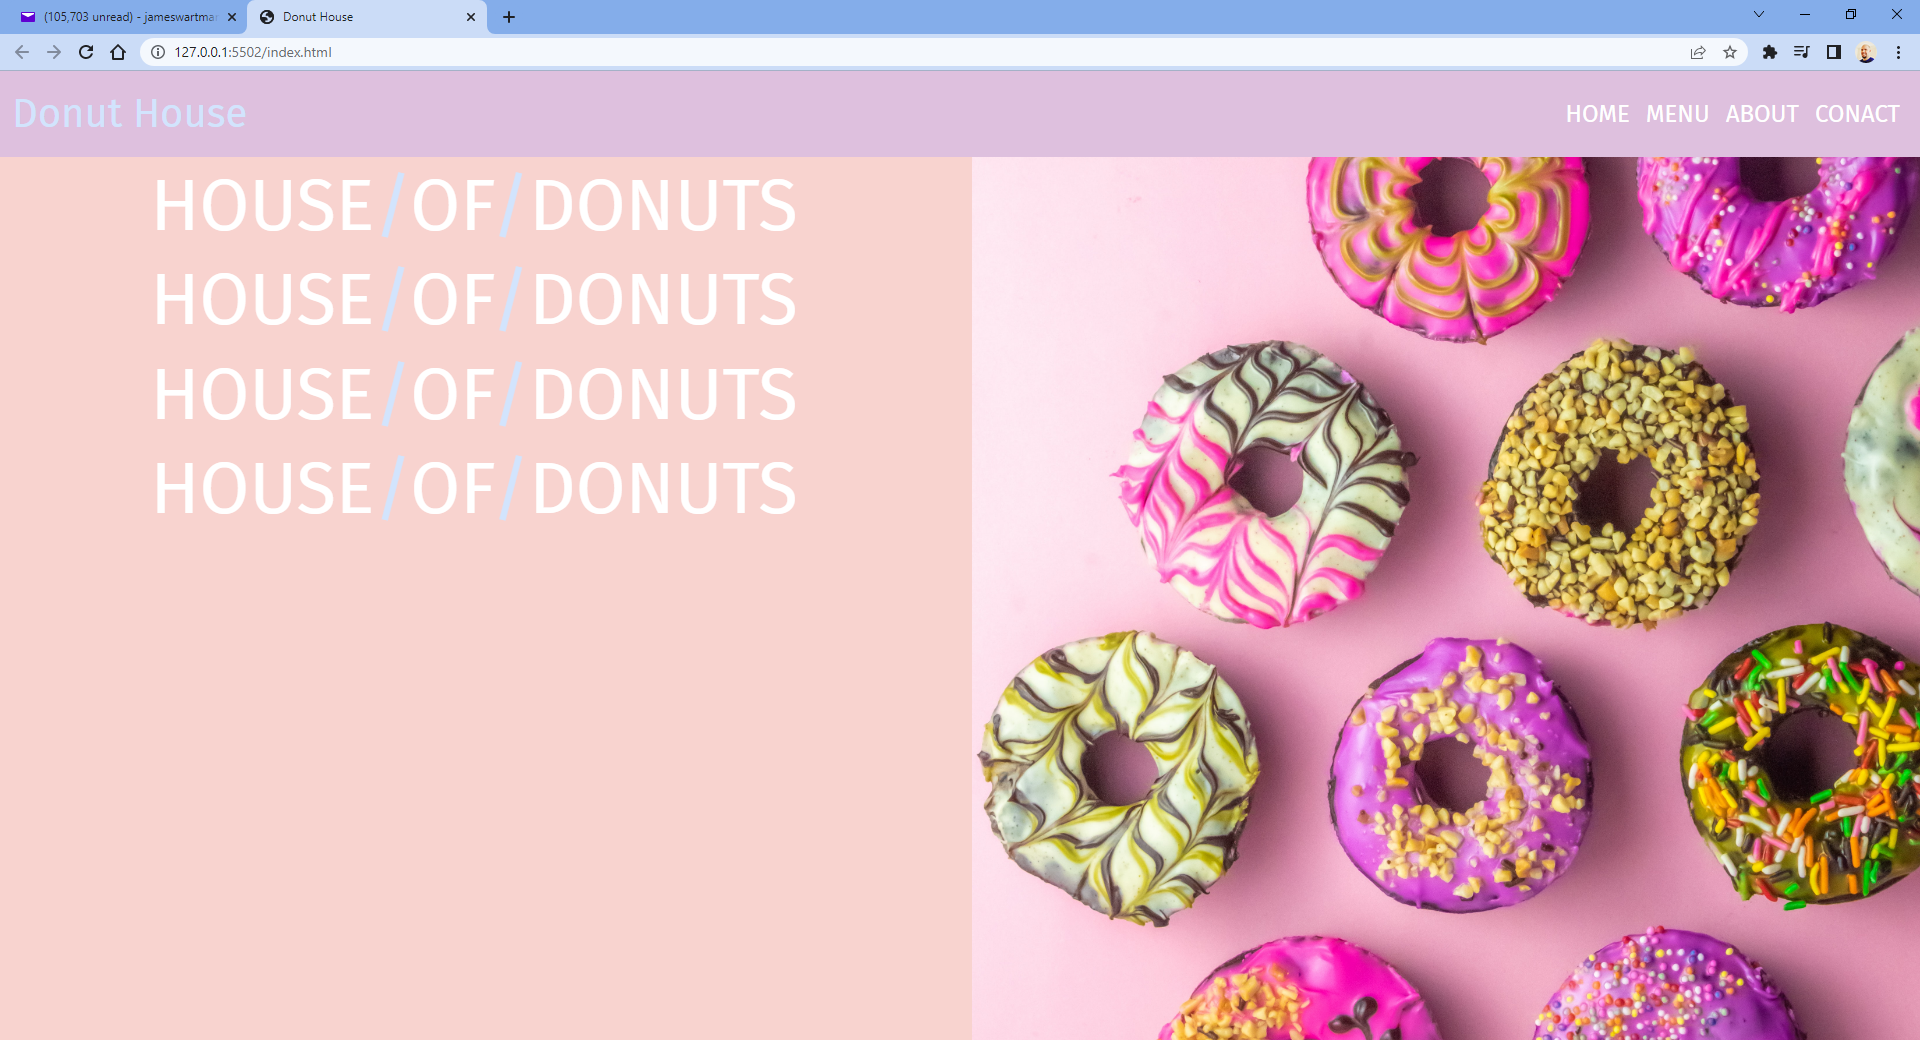 (105,703 unread) - jameswartma
Donut House
127.0.0.1:5502/index.html
Donut House
HOME MENU ABOUT CONACT
HOUSE/OF/DONUTS
HOUSE/OF/DONUTS
HOUSE/OF/DONUTS
HOUSE/OF/DONUTS